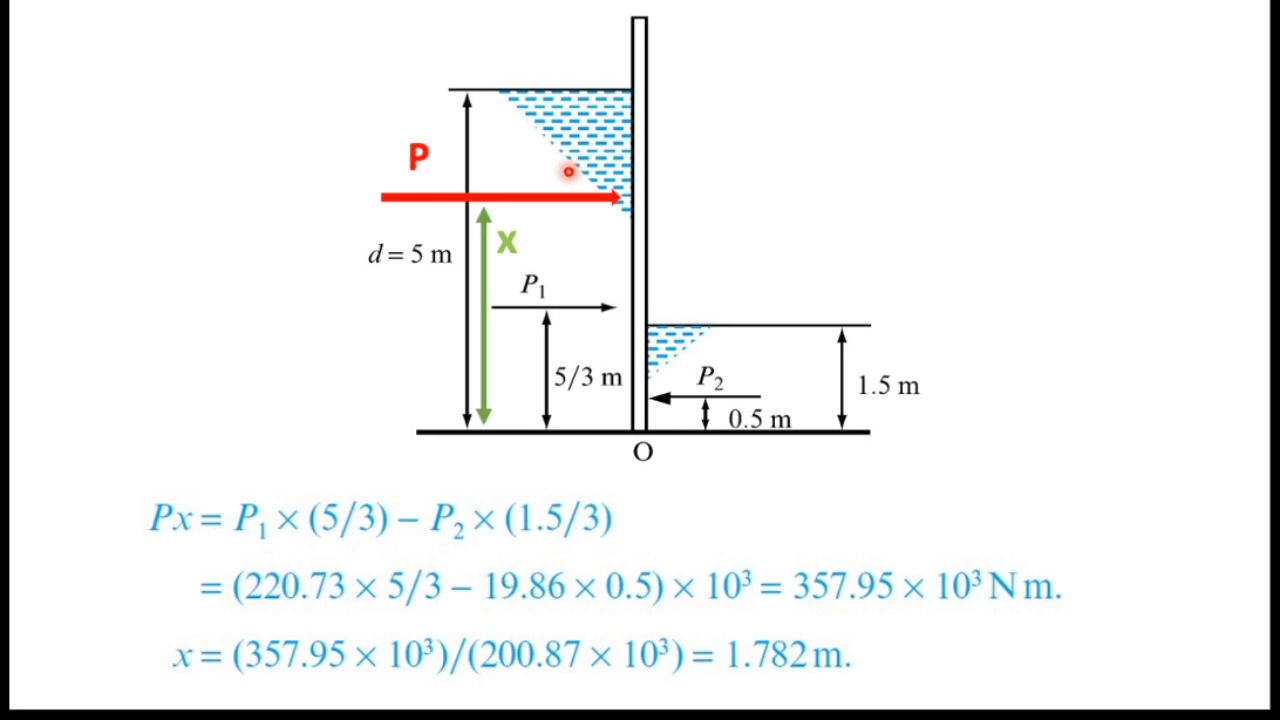 P
X
d = 5 m
P₁
5/3 m
P₂
1.5 m
0.5 m
O
Px = P₁ × (5/3) – P₂ × (1.5/3)
= (220.73 × 5/3 – 19.86 × 0.5) × 10³ = 357.95 × 10³ N m.
x = (357.95 × 10³)/(200.87 × 10³) = 1.782 m.